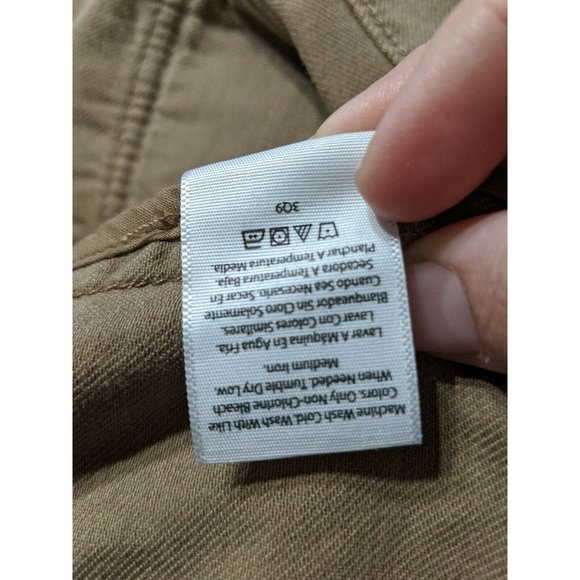 Machine Wash Cold. Wash With Like
Colors. Only Non-Chlorine Bleach
When Needed. Tumble Dry Low.
Medium Iron.
Lavar A Máquina En Agua Fria.
Lavar Con Colores Similares.
Blanqueador Sin Cloro Solamente
Cuando Sea Necesario Secar En
Secadora A Temperatura Baja.
Planchar A Temperatura Media.
3Q9